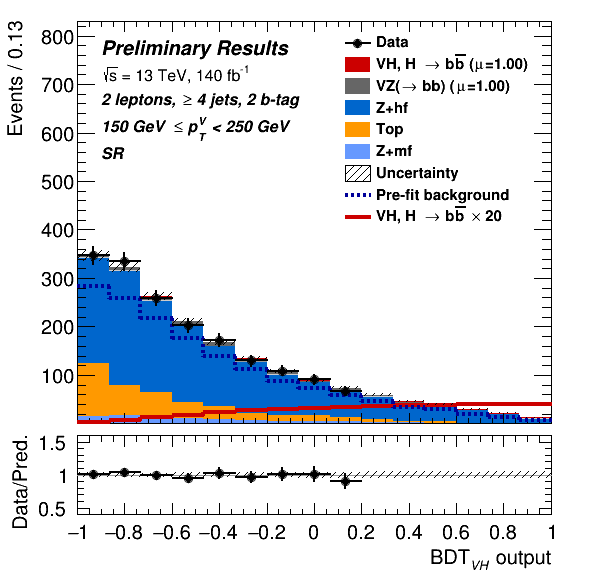 Events / 0.13
800
700
600
500
400
300
200
100
Preliminary Results
√s = 13 TeV, 140 fb⁻¹
2 leptons, ≥ 4 jets, 2 b-tag
150 GeV ≤ p_T^V < 250 GeV
SR
Data
VH, H → bb̅ (μ=1.00)
VZ(→ bb) (μ=1.00)
Z+hf
Top
Z+mf
Uncertainty
Pre-fit background
VH, H → bb̅ × 20
Data/Pred.
1.5
1
0.5
−1 −0.8 −0.6 −0.4 −0.2 0 0.2 0.4 0.6 0.8 1
BDT_VH output